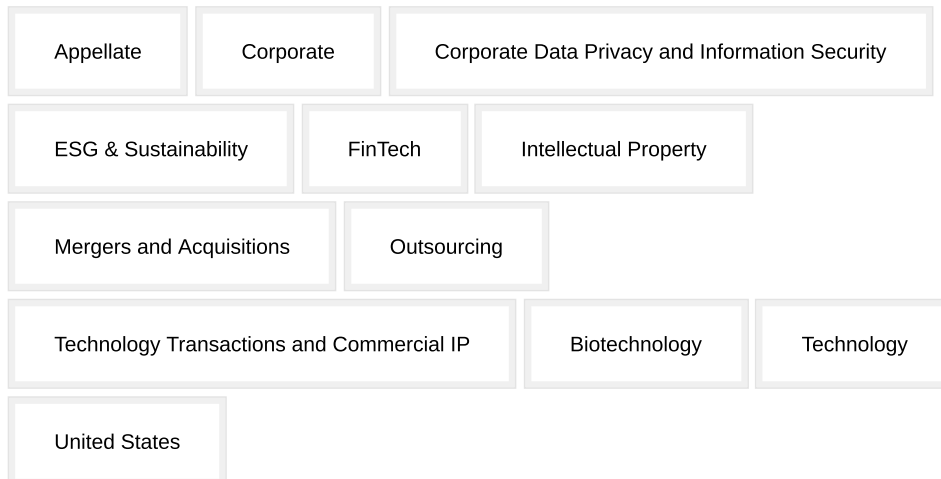 Appellate Corporate Corporate Data Privacy and Information Security
ESG & Sustainability FinTech Intellectual Property
Mergers and Acquisitions Outsourcing
Technology Transactions and Commercial IP Biotechnology Technology
United States